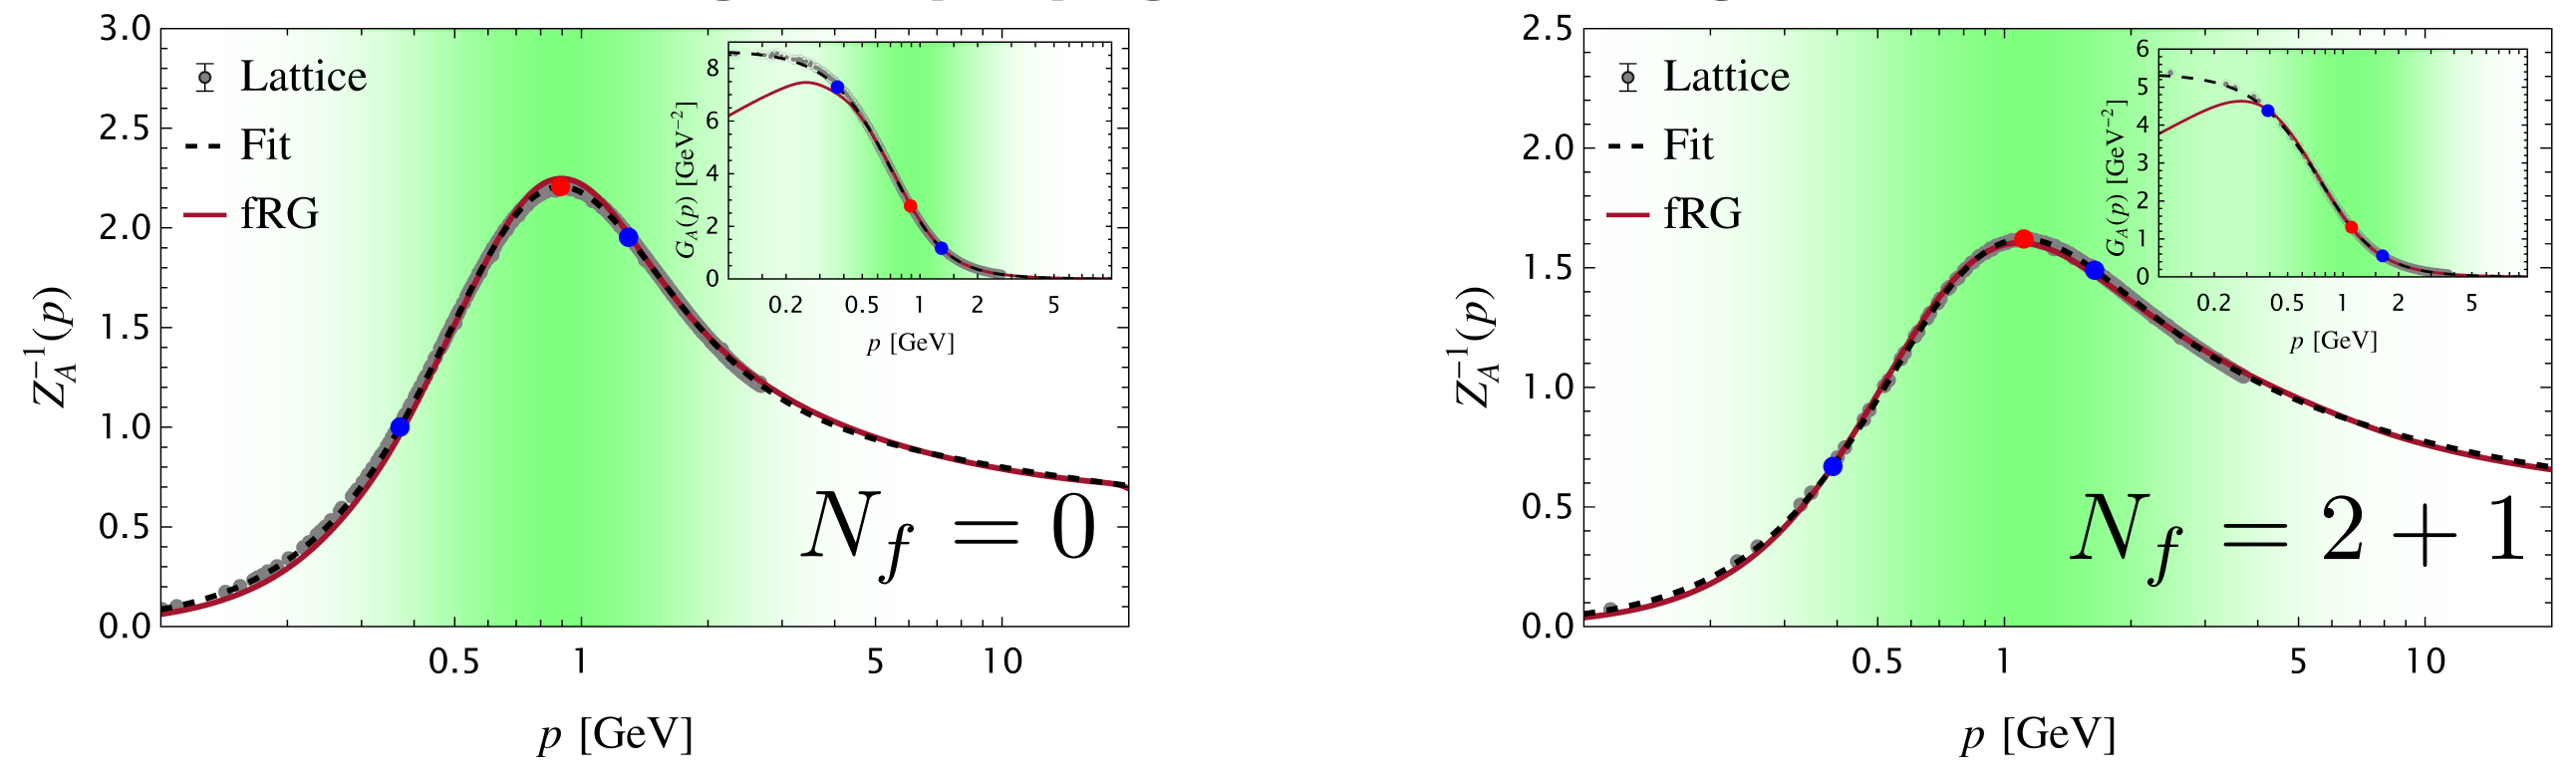 3.0
2.5
2.0
1.5
1.0
0.5
0.0
Z_A^{-1}(p)
Lattice
Fit
fRG
8
6
4
2
0
G_A(p) [GeV^{-2}]
0.2 0.5 1 2 5
p [GeV]
N_f = 0
0.5 1 5 10
p [GeV]
2.5
2.0
1.5
1.0
0.5
0.0
Z_A^{-1}(p)
Lattice
Fit
fRG
6
5
4
3
2
1
0
G_A(p) [GeV^{-2}]
0.2 0.5 1 2 5
p [GeV]
N_f = 2 + 1
0.5 1 5 10
p [GeV]